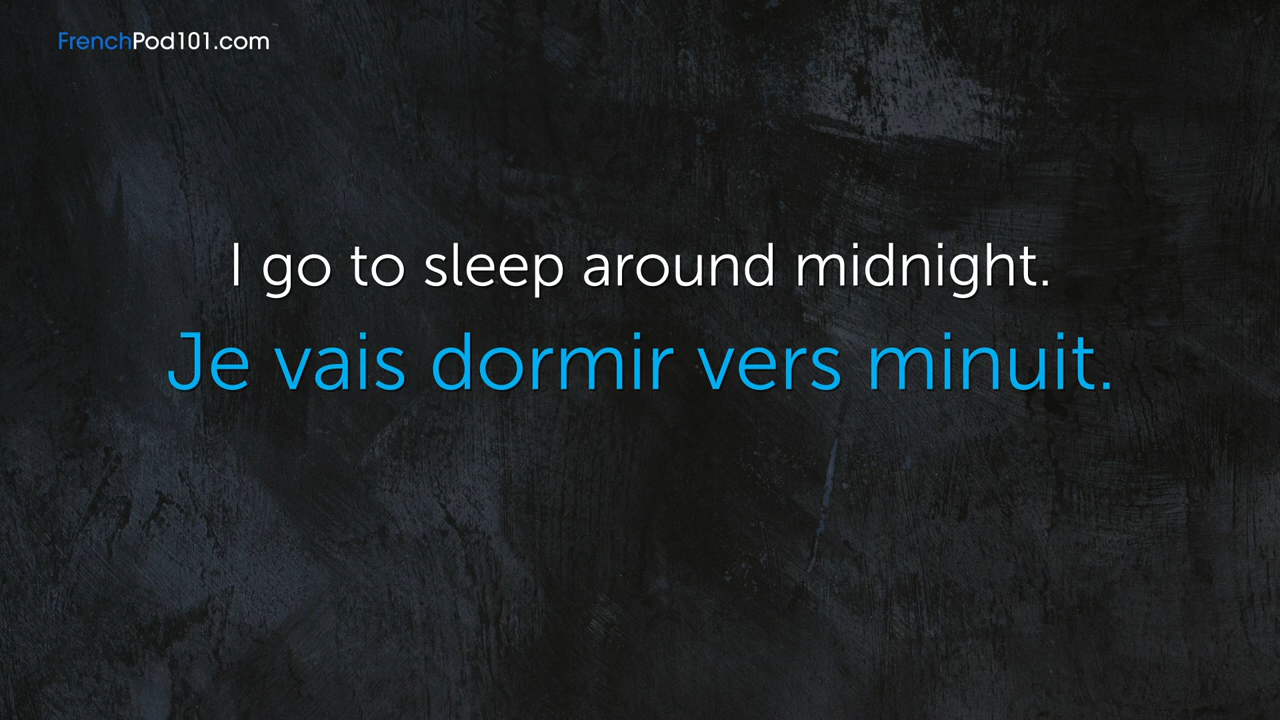 FrenchPod101.com
I go to sleep around midnight.
Je vais dormir vers minuit.